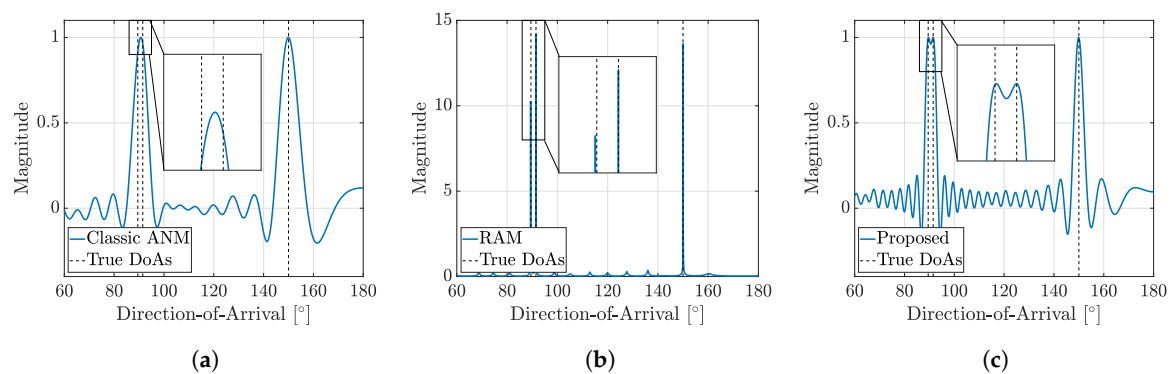 1
0.5
0
Magnitude
Classic ANM
True DoAs
60 80 100 120 140 160 180
Direction-of-Arrival [°]
(a)
15
10
5
0
Magnitude
RAM
True DoAs
60 80 100 120 140 160 180
Direction-of-Arrival [°]
(b)
1
0.5
0
Magnitude
Proposed
True DoAs
60 80 100 120 140 160 180
Direction-of-Arrival [°]
(c)